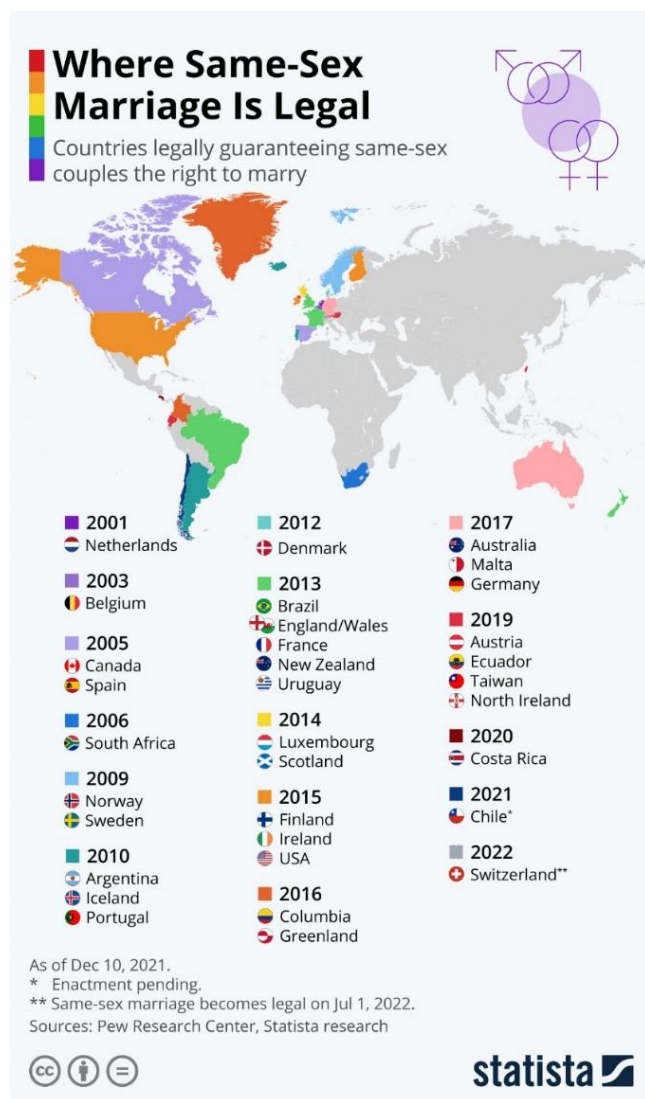 Where Same-Sex
Marriage Is Legal
Countries legally guaranteeing same-sex
couples the right to marry
2001
Netherlands
2003
Belgium
2005
Canada
Spain
2006
South Africa
2009
Norway
Sweden
2010
Argentina
Iceland
Portugal
2012
Denmark
2013
Brazil
England/Wales
France
New Zealand
Uruguay
2014
Luxembourg
Scotland
2015
Finland
Ireland
USA
2016
Columbia
Greenland
2017
Australia
Malta
Germany
2019
Austria
Ecuador
Taiwan
North Ireland
2020
Costa Rica
2021
Chile*
2022
Switzerland**
As of Dec 10, 2021.
* Enactment pending.
** Same-sex marriage becomes legal on Jul 1, 2022.
Sources: Pew Research Center, Statista research
cc
statista